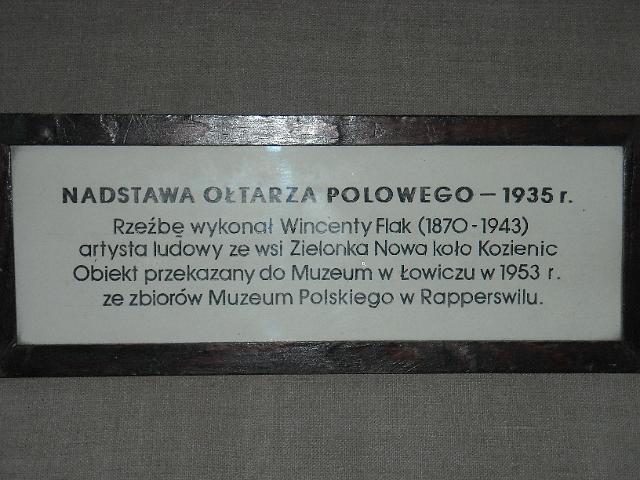 NADSTAWA OŁTARZA POLOWEGO – 1935 r.
Rzeźbę wykonał Wincenty Flak (1870-1943)
artysta ludowy ze wsi Zielonka Nowa koło Kozienic
Obiekt przekazany do Muzeum w Łowiczu w 1953 r.
ze zbiorów Muzeum Polskiego w Rapperswilu.